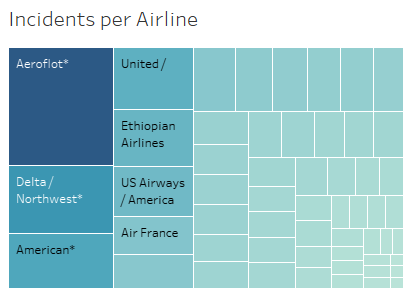 Incidents per Airline
Aeroflot*
United /
Ethiopian
Airlines
Delta /
Northwest*
US Airways
/ America
Air France
American*